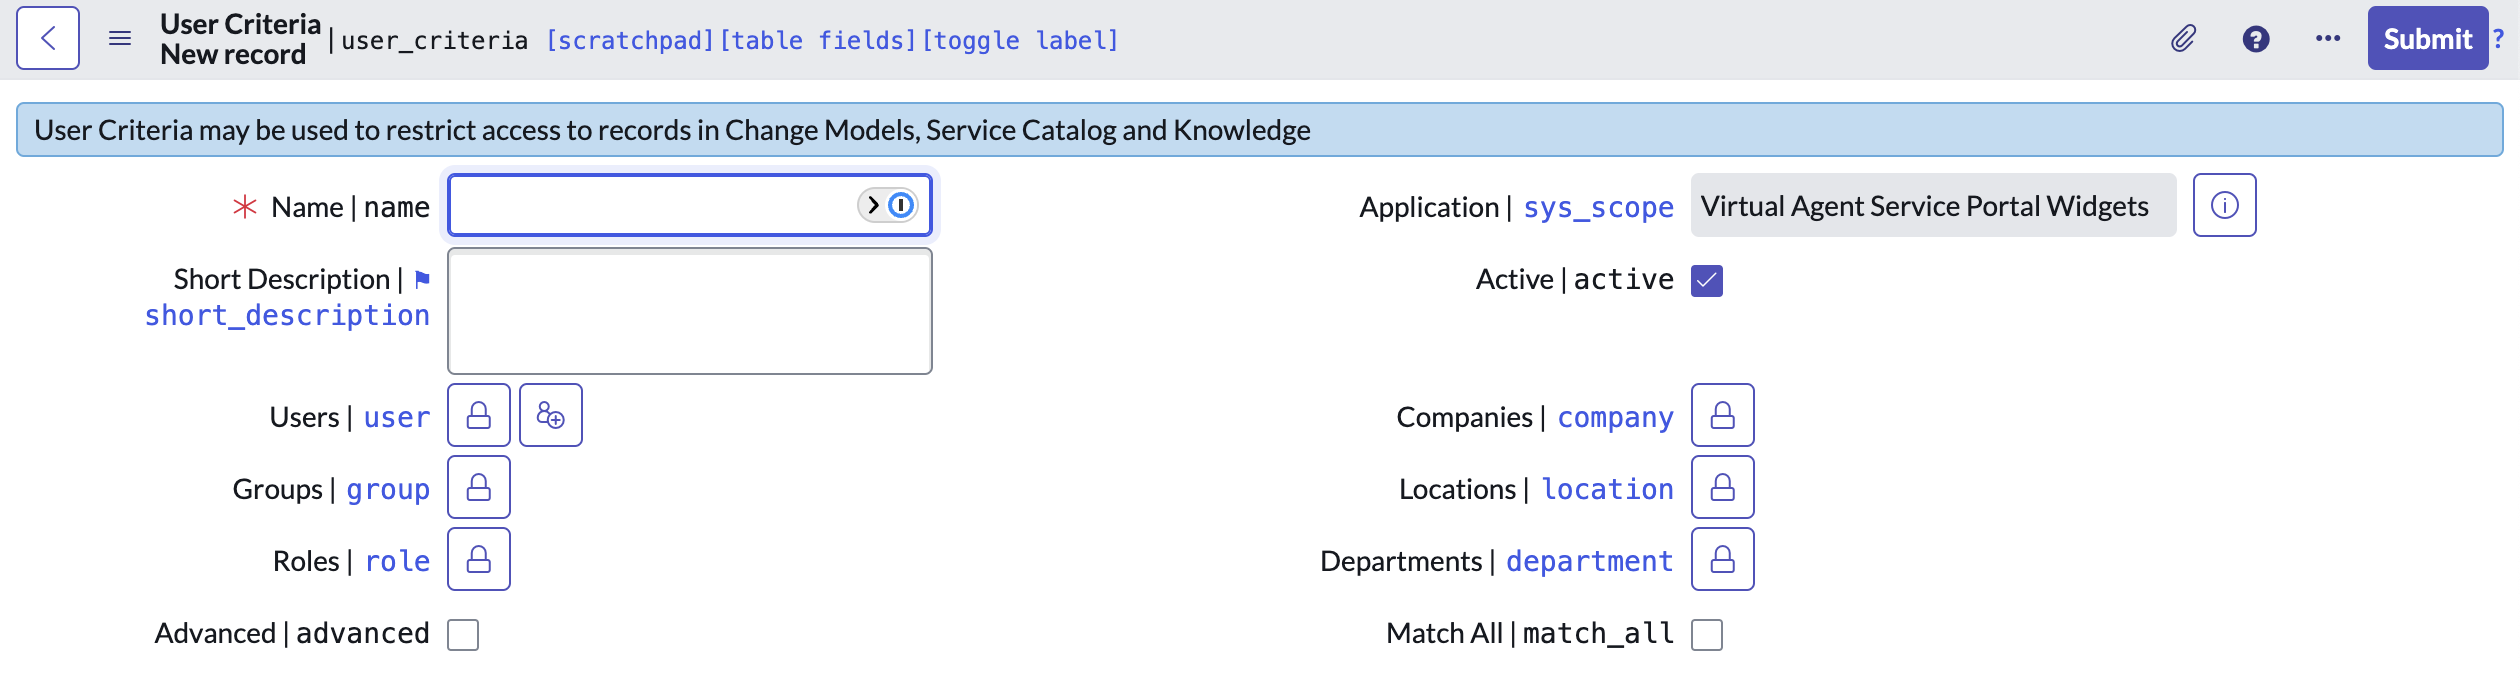 User Criteria
New record
|user_criteria [scratchpad][table fields][toggle label]
Submit ?
User Criteria may be used to restrict access to records in Change Models, Service Catalog and Knowledge
Name | name
Application | sys_scope
Virtual Agent Service Portal Widgets
Short Description |
short_description
Active | active
Users | user
Companies | company
Groups | group
Locations | location
Roles | role
Departments | department
Advanced | advanced
Match All | match_all